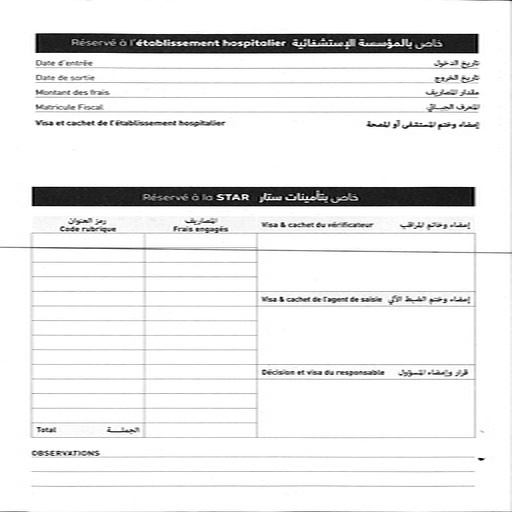 Réservé à l'établissement hospitalier خاص بالمؤسسة الإستشفائية
Date d'entrée تاريخ الدخول
Date de sortie تاريخ الخروج
Montant des frais مقدار المصاريف
Matricule Fiscal المعرف الجبائي
Visa et cachet de l'établissement hospitalier إمضاء وختم المستشفى أو المصحة
Réservé à la STAR خاص بتأمينات ستار
رمز العنوان المصاريف
Code rubrique Frais engagés Visa & cachet du vérificateur إمضاء وخاتم المراقب
Visa & cachet de l'agent de saisie إمضاء وختم الضبط الآلي
Décision et visa du responsable قرار وإمضاء المسؤول
Total الجملة
OBSERVATIONS